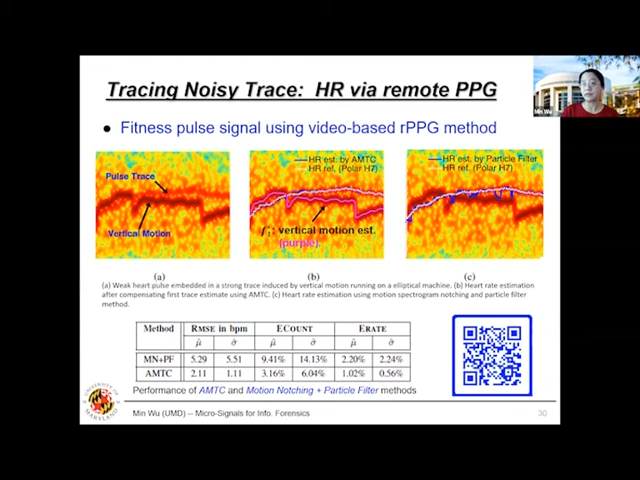 Tracing Noisy Trace: HR via remote PPG
Min Wu
● Fitness pulse signal using video-based rPPG method
Pulse Trace
Vertical Motion
HR est. by AMTC
HR ref. (Polar H7)
: vertical motion est.
(purple).
HR est. by Particle Filter
HR ref. (Polar H7)
(a) (b) (c)
(a) Weak heart pulse embedded in a strong trace induced by vertical motion running on a elliptical machine. (b) Heart rate estimation
after compensating first trace estimate using AMTC. (c) Heart rate estimation using motion spectrogram notching and particle filter
method.
Method RMSE in bpm ECOUNT ERATE
μ̂ σ̂ μ̂ σ̂ μ̂ σ̂
MN+PF 5.29 5.51 9.41% 14.13% 2.20% 2.24%
AMTC 2.11 1.11 3.16% 6.04% 1.02% 0.56%
Performance of AMTC and Motion Notching + Particle Filter methods
UNIVERSITY OF
MARYLAND
Min Wu (UMD) -- Micro-Signals for Info. Forensics
30